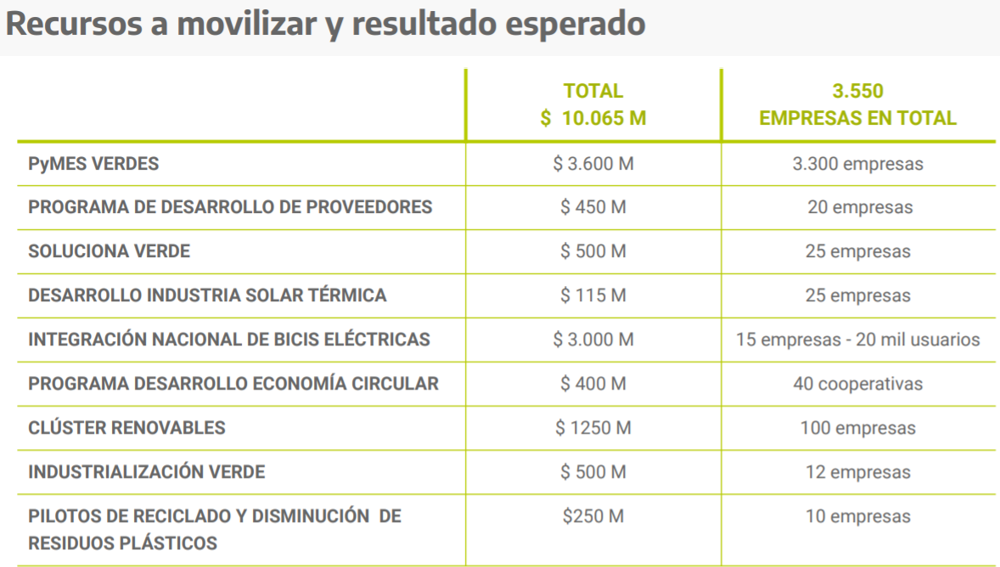 Recursos a movilizar y resultado esperado
TOTAL
$ 10.065 M
3.550
EMPRESAS EN TOTAL
PyMES VERDES
$ 3.600 M
3.300 empresas
PROGRAMA DE DESARROLLO DE PROVEEDORES
$ 450 M
20 empresas
SOLUCIONA VERDE
$ 500 M
25 empresas
DESARROLLO INDUSTRIA SOLAR TÉRMICA
$ 115 M
25 empresas
INTEGRACIÓN NACIONAL DE BICIS ELÉCTRICAS
$ 3.000 M
15 empresas - 20 mil usuarios
PROGRAMA DESARROLLO ECONOMÍA CIRCULAR
$ 400 M
40 cooperativas
CLÚSTER RENOVABLES
$ 1250 M
100 empresas
INDUSTRIALIZACIÓN VERDE
$ 500 M
12 empresas
PILOTOS DE RECICLADO Y DISMINUCIÓN DE
RESIDUOS PLÁSTICOS
$250 M
10 empresas